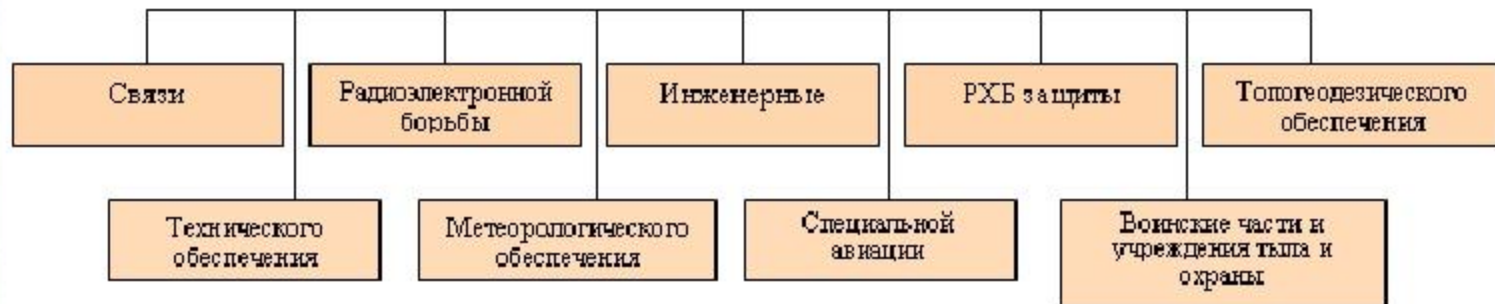 Связи
Радиоэлектронной
борьбы
Инженерные
РХБ защиты
Топогеодезического
обеспечения
Технического
обеспечения
Метеорологического
обеспечения
Специальной
авиации
Воинские части и
учреждения тыла и
охраны